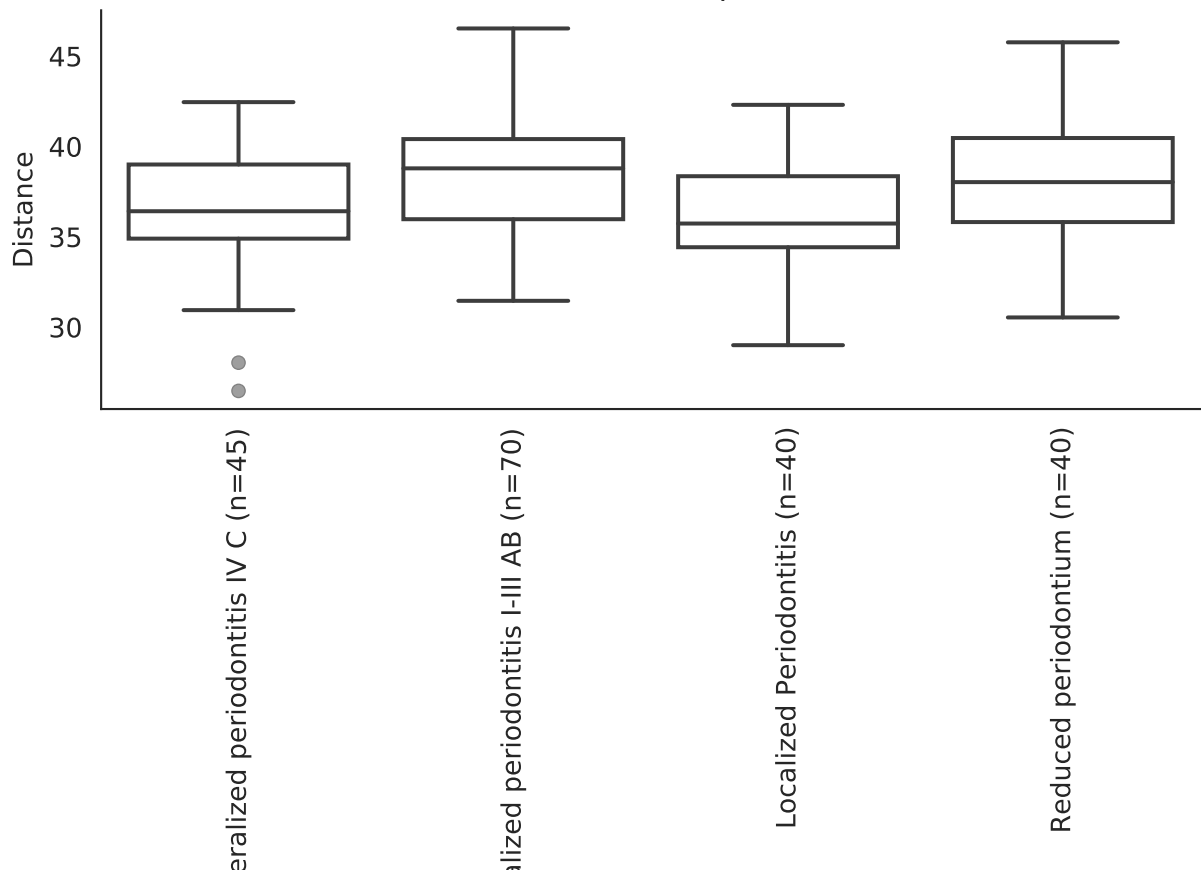 45
40
35
30
Distance
eralized periodontitis IV C (n=45)
alized periodontitis I-III AB (n=70)
Localized Periodontitis (n=40)
Reduced periodontium (n=40)